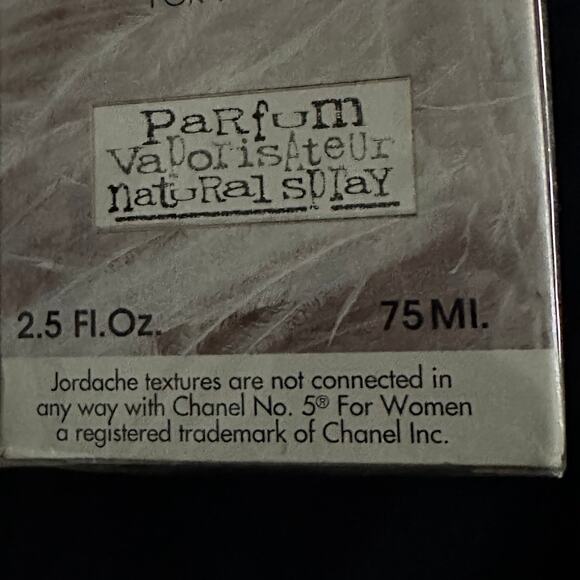 PaRfum
VaporisAteUr
natuRal spray
2.5 Fl.Oz.
75 Ml.
Jordache textures are not connected in
any way with Chanel No. 5® For Women
a registered trademark of Chanel Inc.